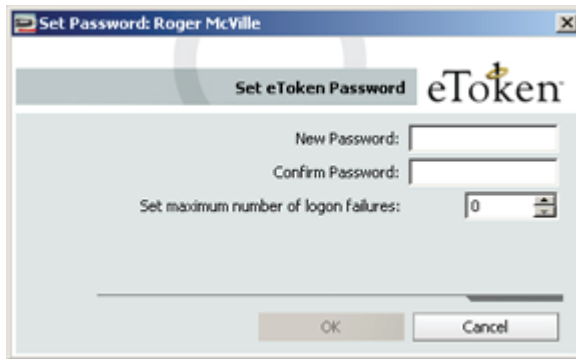 Set Password: Roger McVille
Set eToken Password
eToken
New Password:
Confirm Password:
Set maximum number of logon failures: 0
OK
Cancel